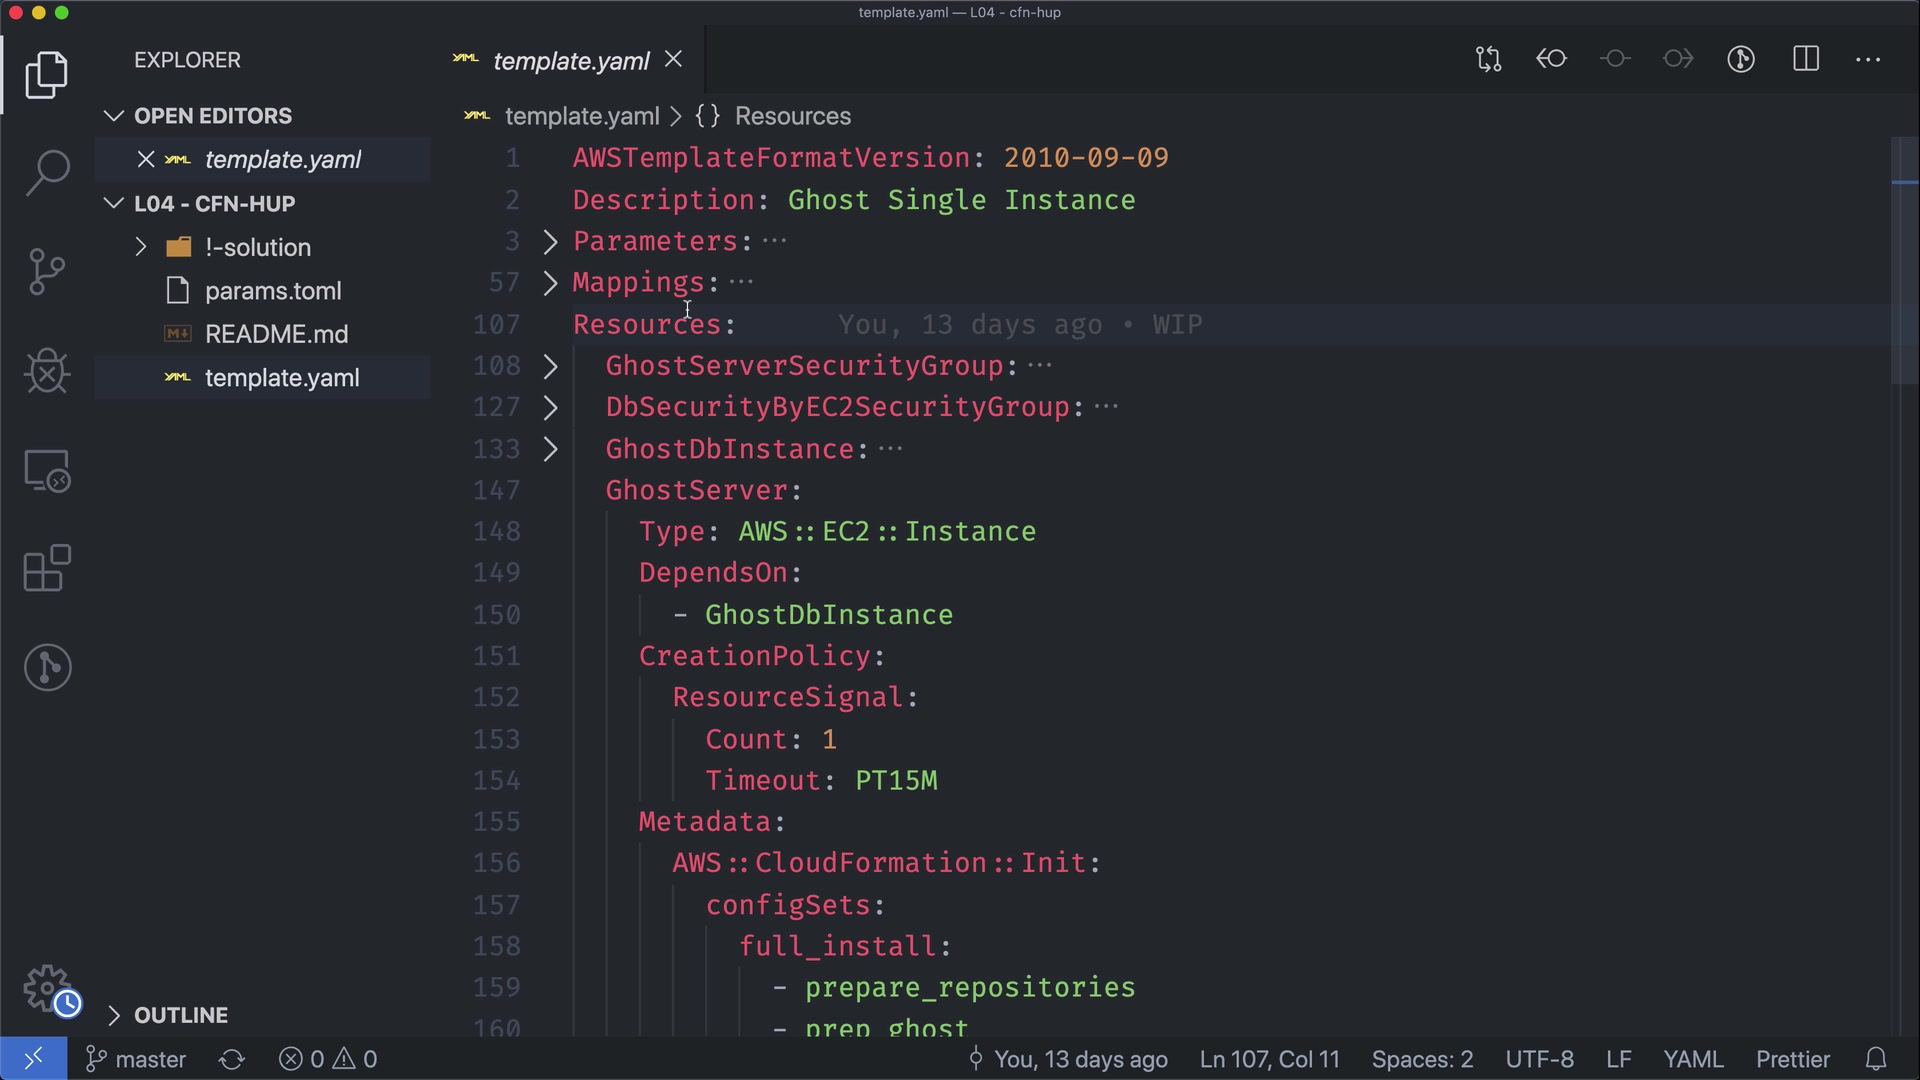 template.yaml — L04 - cfn-hup
EXPLORER
template.yaml
OPEN EDITORS
template.yaml
template.yaml > {} Resources
L04 - CFN-HUP
!-solution
params.toml
README.md
template.yaml
1 AWSTemplateFormatVersion: 2010-09-09
2 Description: Ghost Single Instance
3 Parameters: ...
57 Mappings: ...
107 Resources: You, 13 days ago • WIP
108 GhostServerSecurityGroup: ...
127 DbSecurityByEC2SecurityGroup: ...
133 GhostDbInstance: ...
147 GhostServer:
148 Type: AWS::EC2::Instance
149 DependsOn:
150 - GhostDbInstance
151 CreationPolicy:
152 ResourceSignal:
153 Count: 1
154 Timeout: PT15M
155 Metadata:
156 AWS::CloudFormation::Init:
157 configSets:
158 full_install:
159 - prepare_repositories
160 - prep_ghost
OUTLINE
master 0 0 You, 13 days ago Ln 107, Col 11 Spaces: 2 UTF-8 LF YAML Prettier